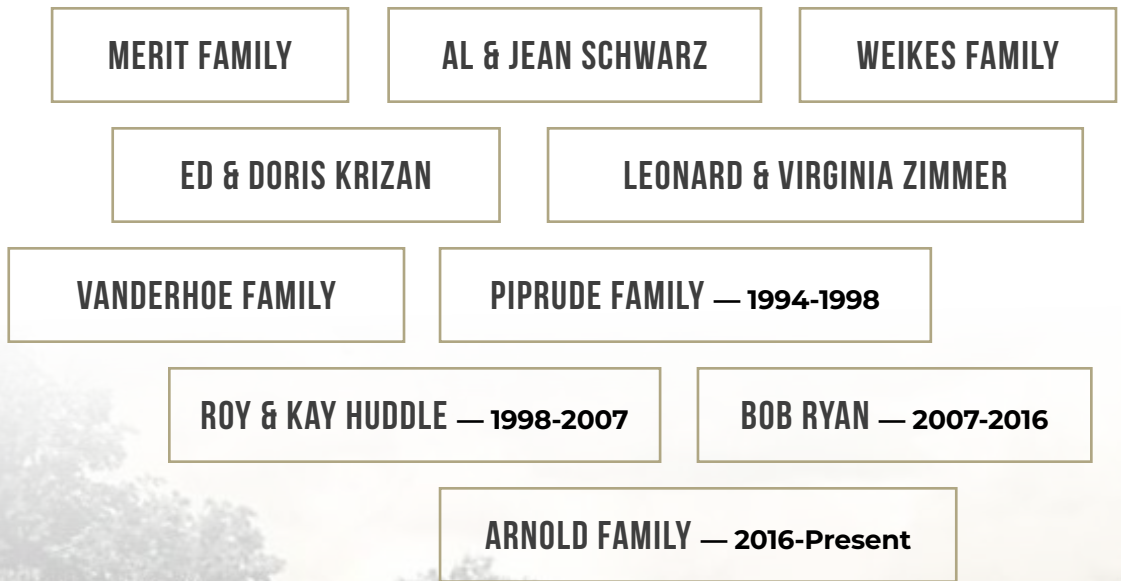 MERIT FAMILY
AL & JEAN SCHWARZ
WEIKES FAMILY
ED & DORIS KRIZAN
LEONARD & VIRGINIA ZIMMER
VANDERHOE FAMILY
PIPRUDE FAMILY — 1994-1998
ROY & KAY HUDDLE — 1998-2007
BOB RYAN — 2007-2016
ARNOLD FAMILY — 2016-Present